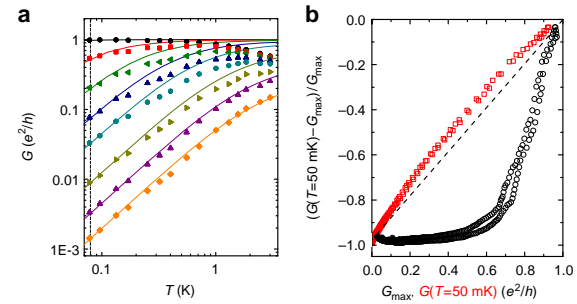 a
G (e²/h)
1
0.1
0.01
1E−3
0.1
1
T (K)
b
(G(T=50 mK)−Gmax)/Gmax
0.0
−0.2
−0.4
−0.6
−0.8
−1.0
0.0
0.2
0.4
0.6
0.8
1.0
Gmax, G(T=50 mK) (e²/h)